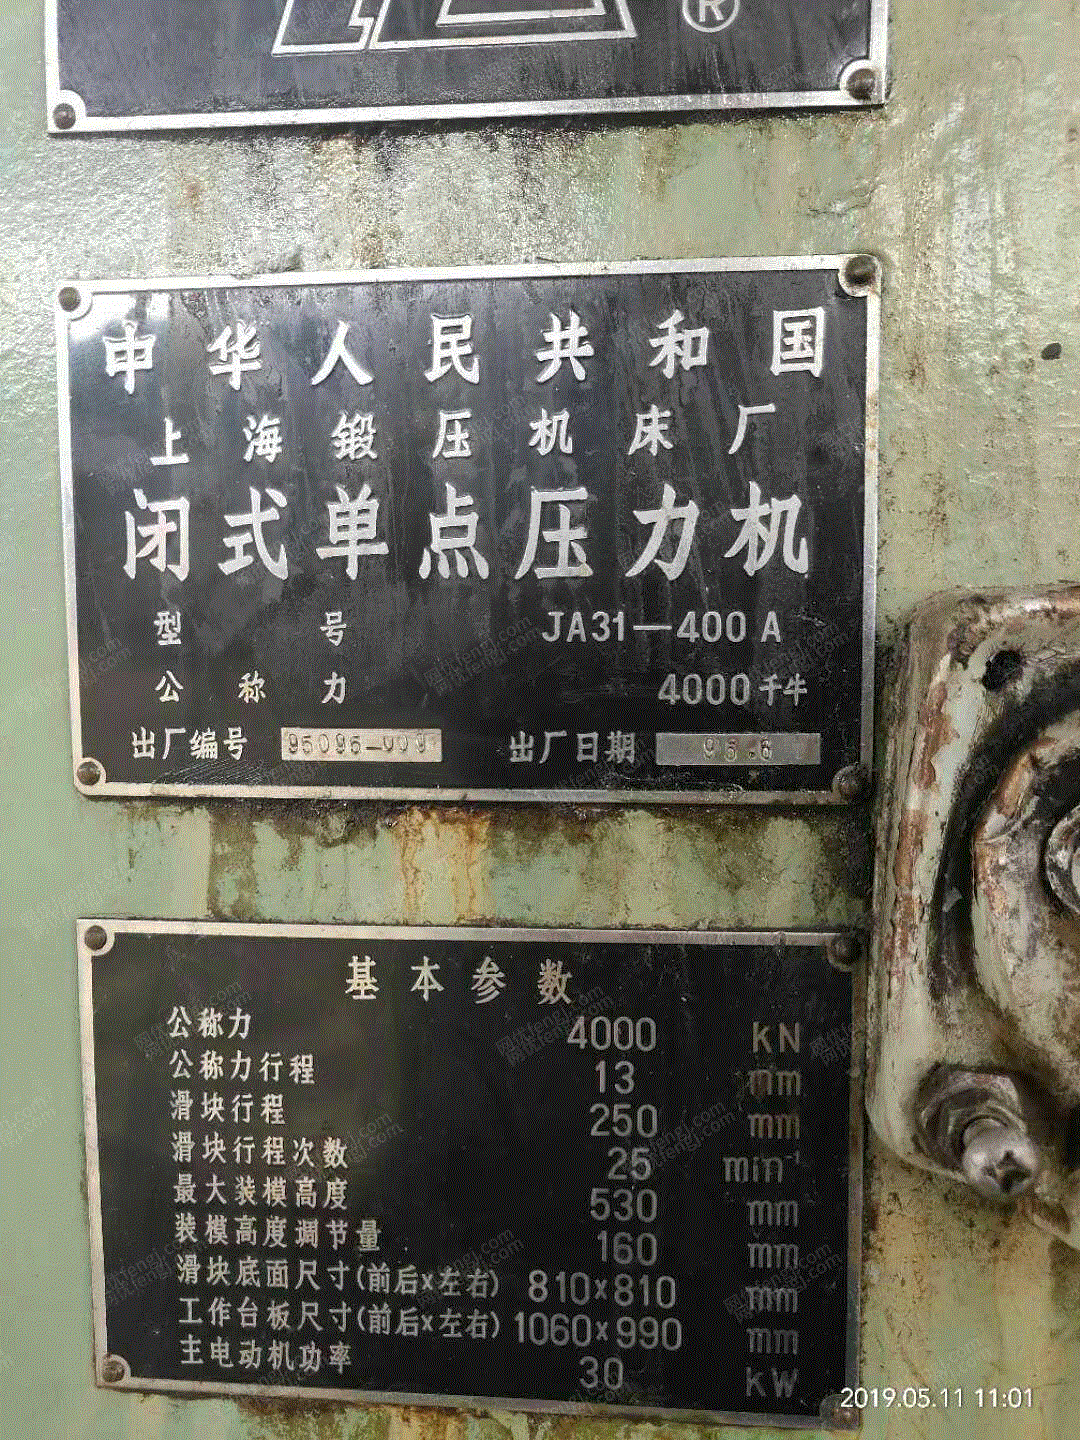 ®
中华人民共和国
上海锻压机床厂
闭式单点压力机
型 号 JA31—400 A
公 称 力 4000千牛
出厂编号 出厂日期
基本参数
公称力 4000 KN
公称力行程 13 mm
滑块行程 250 mm
滑块行程次数 25 min⁻¹
最大装模高度 530 mm
装模高度调节量 160 mm
滑块底面尺寸(前后x左右) 810x810 mm
工作台板尺寸(前后x左右) 1060x990 mm
主电动机功率 30 kW
2019.05.11 11:01